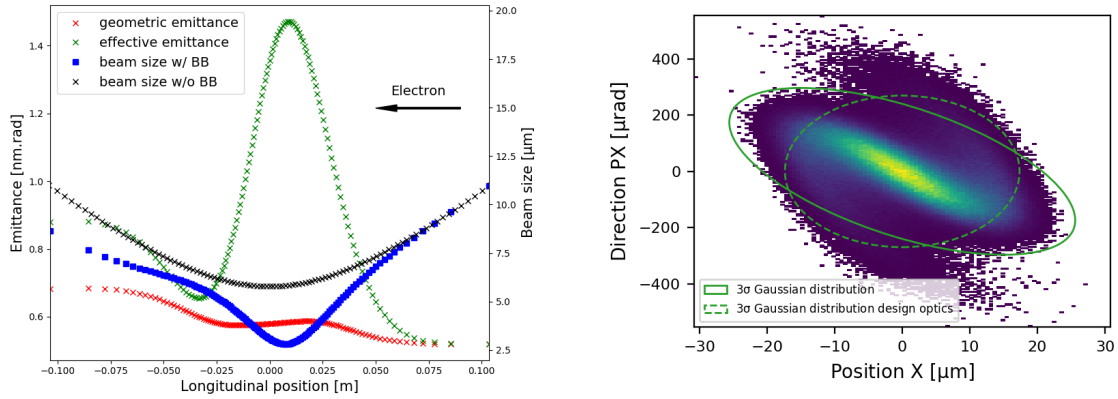 geometric emittance
effective emittance
beam size w/ BB
beam size w/o BB
Electron
Emittance [nm.rad]
1.4
1.2
1.0
0.8
0.6
20.0
17.5
15.0
12.5
10.0
7.5
5.0
2.5
Beam size [µm]
-0.100 −0.075 −0.050 −0.025 0.000 0.025 0.050 0.075 0.100
Longitudinal position [m]
Direction PX [µrad]
400
200
0
−200
−400
3σ Gaussian distribution
3σ Gaussian distribution design optics
−30 −20 −10 0 10 20 30
Position X [µm]